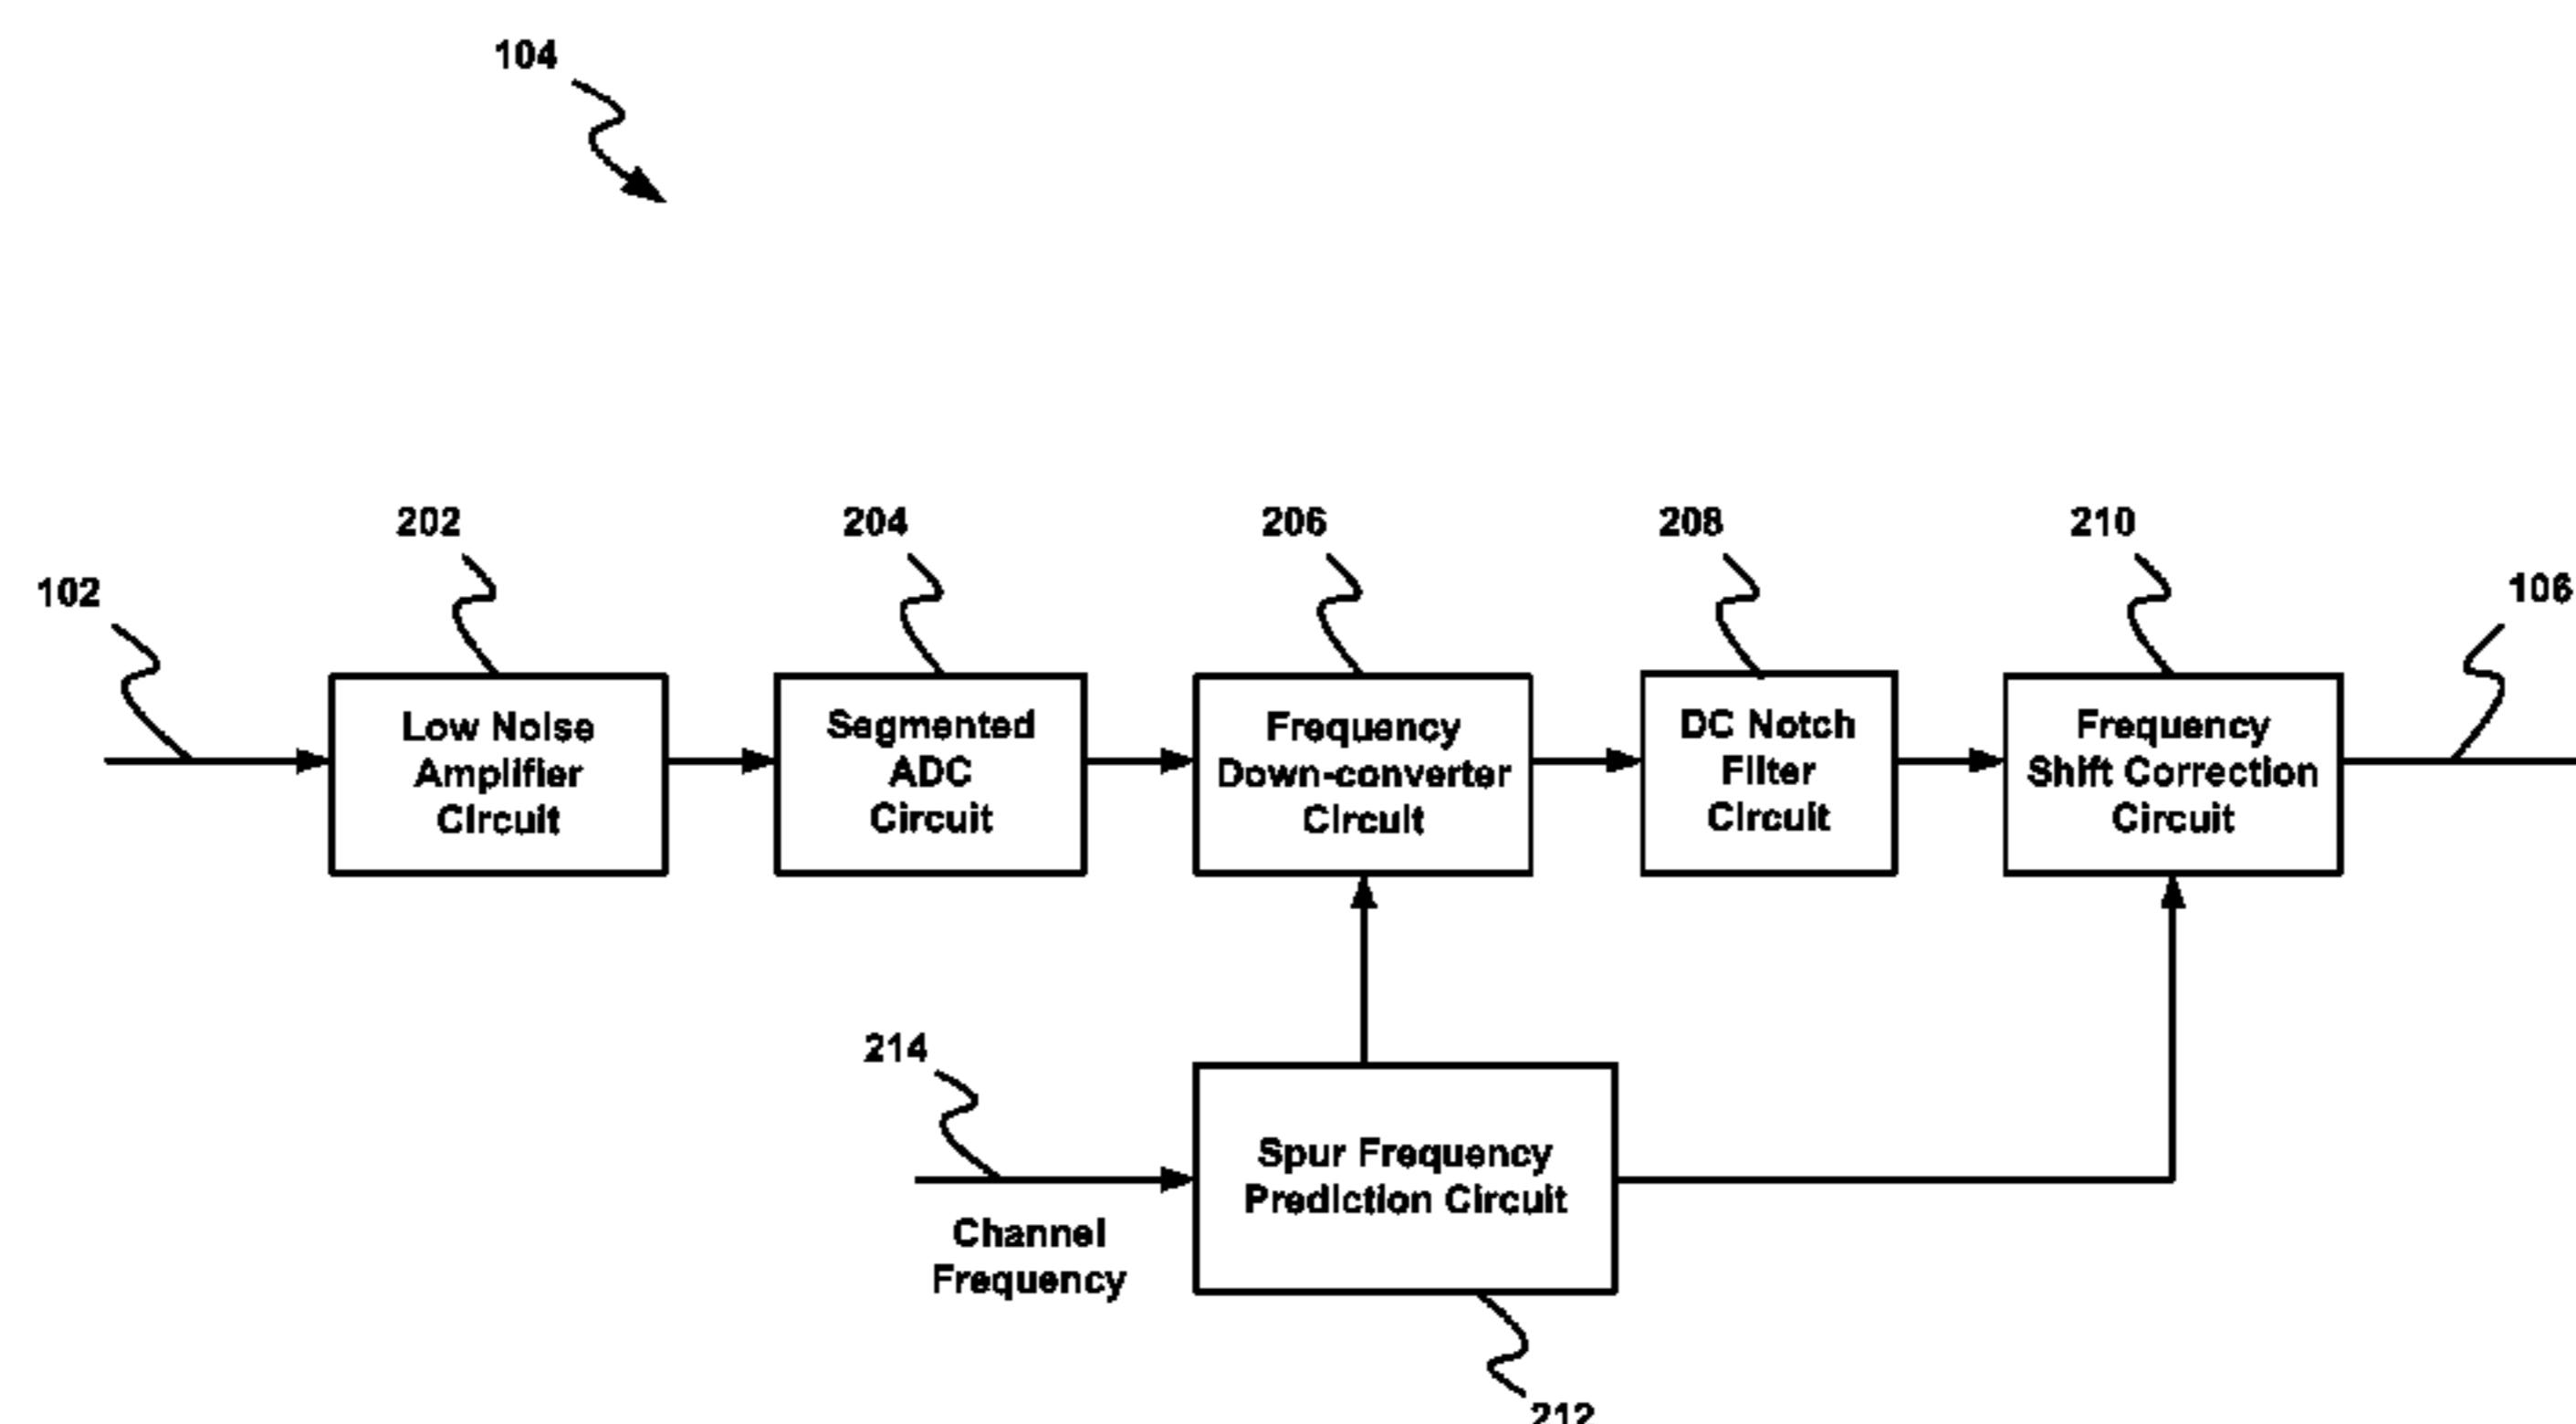 104
202
204
206
208
210
102
106
Low Noise
Amplifier
Circuit
Segmented
ADC
Circuit
Frequency
Down-converter
Circuit
DC Notch
Filter
Circuit
Frequency
Shift Correction
Circuit
214
Spur Frequency
Prediction Circuit
Channel
Frequency
212